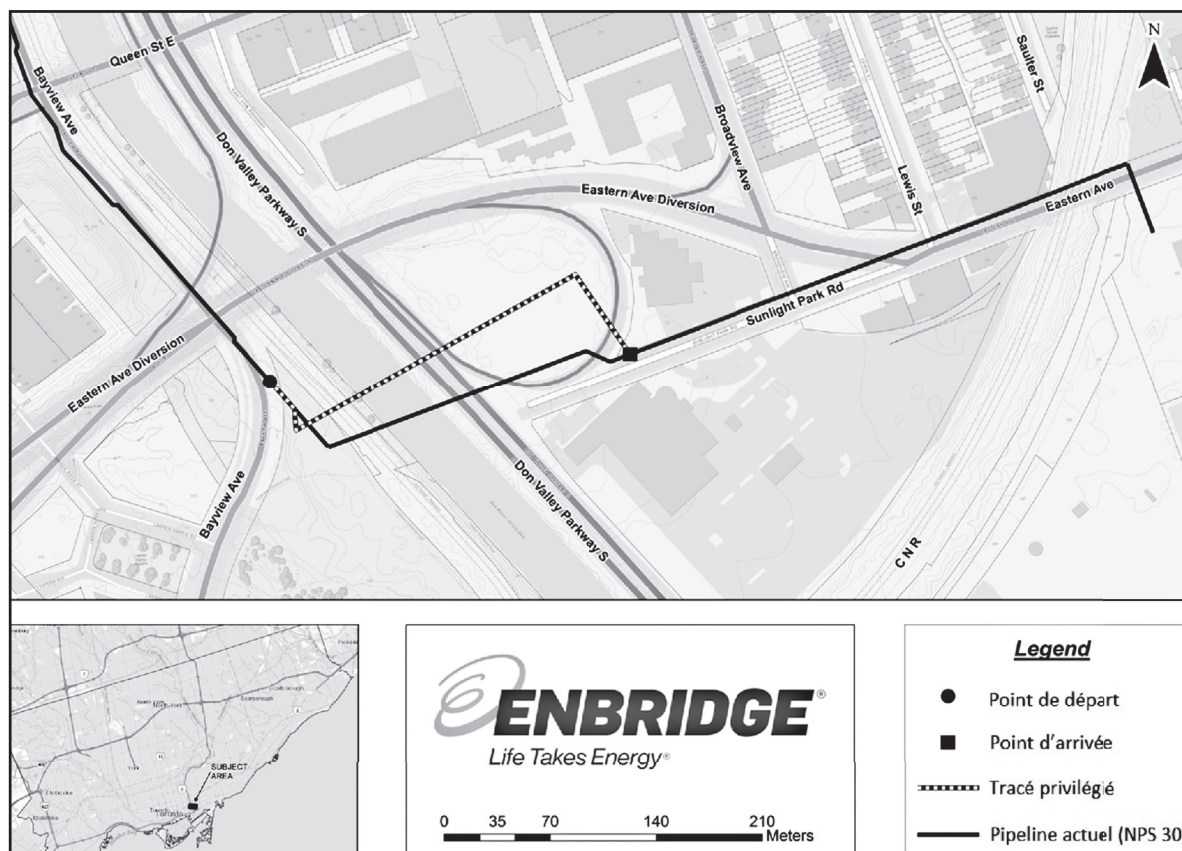 Queen St E
Bayview Ave
Don Valley Parkway S
Eastern Ave Diversion
Broadview Ave
Lewis St
Saulter St
N
Eastern Ave
Sunlight Park Rd
Eastern Ave Diversion
Bayview Ave
Don Valley Parkway S
CNR
SUBJECT
AREA
Toronto
ENBRIDGE®
Life Takes Energy®
0 35 70 140 210
Meters
Legend
Point de départ
Point d'arrivée
Tracé privilégié
Pipeline actuel (NPS 30